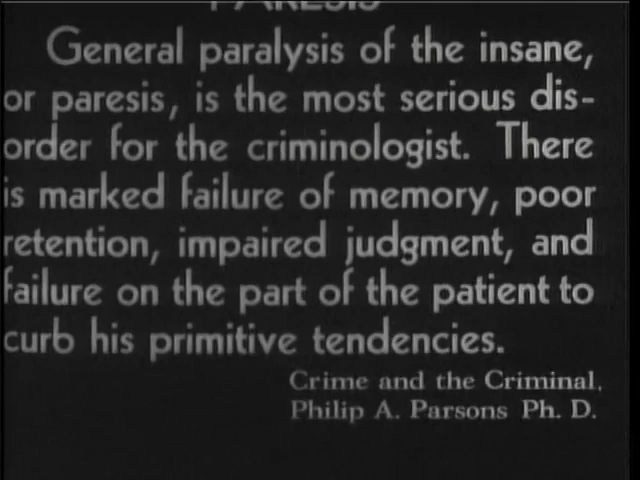 PARESIS
General paralysis of the insane,
or paresis, is the most serious dis-
order for the criminologist. There
is marked failure of memory, poor
retention, impaired judgment, and
failure on the part of the patient to
curb his primitive tendencies.
Crime and the Criminal,
Philip A. Parsons Ph. D.